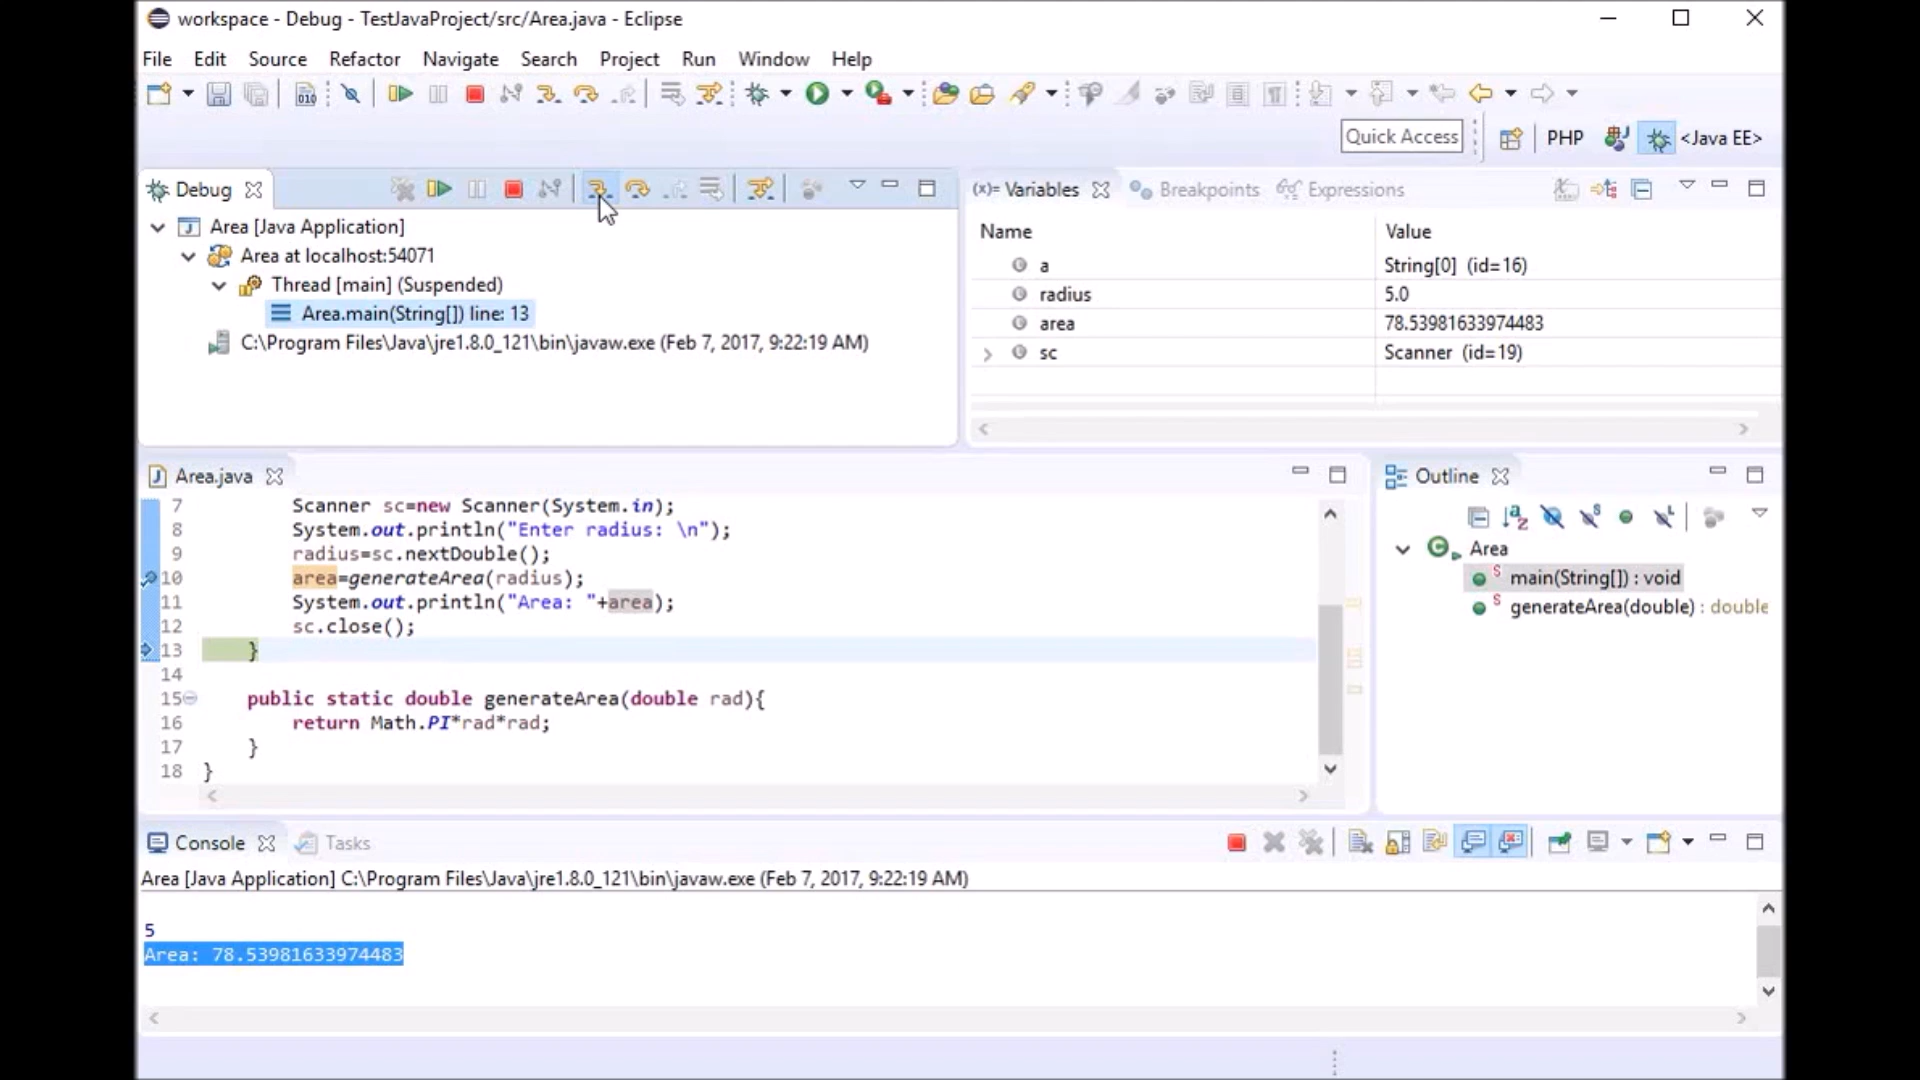 workspace - Debug - TestJavaProject/src/Area.java - Eclipse
File Edit Source Refactor Navigate Search Project Run Window Help
Quick Access PHP <Java EE>
Debug
Area [Java Application]
Area at localhost:54071
Thread [main] (Suspended)
Area.main(String[]) line: 13
C:\Program Files\Java\jre1.8.0_121\bin\javaw.exe (Feb 7, 2017, 9:22:19 AM)
(x)= Variables Breakpoints Expressions
Name Value
a String[0] (id=16)
radius 5.0
area 78.53981633974483
sc Scanner (id=19)
Area.java
7 Scanner sc=new Scanner(System.in);
8 System.out.println("Enter radius: \n");
9 radius=sc.nextDouble();
10 area=generateArea(radius);
11 System.out.println("Area: "+area);
12 sc.close();
13 }
14
15 public static double generateArea(double rad){
16 return Math.PI*rad*rad;
17 }
18 }
Outline
Area
main(String[]) : void
generateArea(double) : double
Console Tasks
Area [Java Application] C:\Program Files\Java\jre1.8.0_121\bin\javaw.exe (Feb 7, 2017, 9:22:19 AM)
5
Area: 78.53981633974483